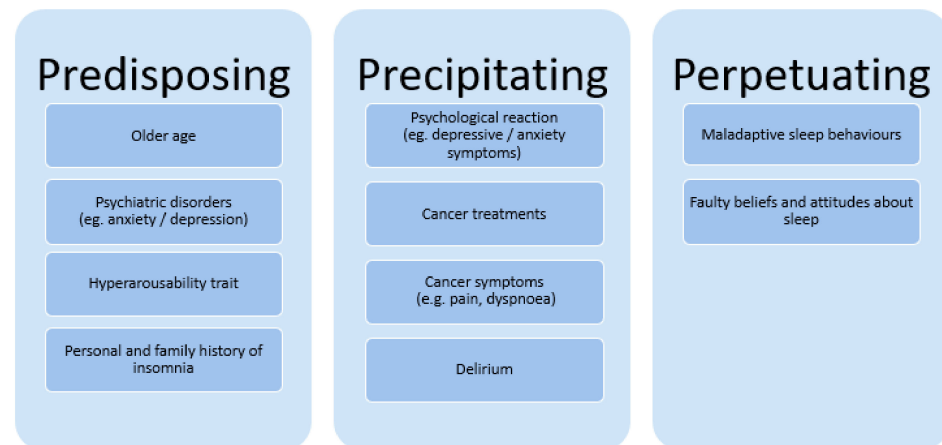 Predisposing
Older age
Psychiatric disorders
(eg. anxiety / depression)
Hyperarousability trait
Personal and family history of
insomnia
Precipitating
Psychological reaction
(eg. depressive / anxiety
symptoms)
Cancer treatments
Cancer symptoms
(e.g. pain, dyspnoea)
Delirium
Perpetuating
Maladaptive sleep behaviours
Faulty beliefs and attitudes about
sleep